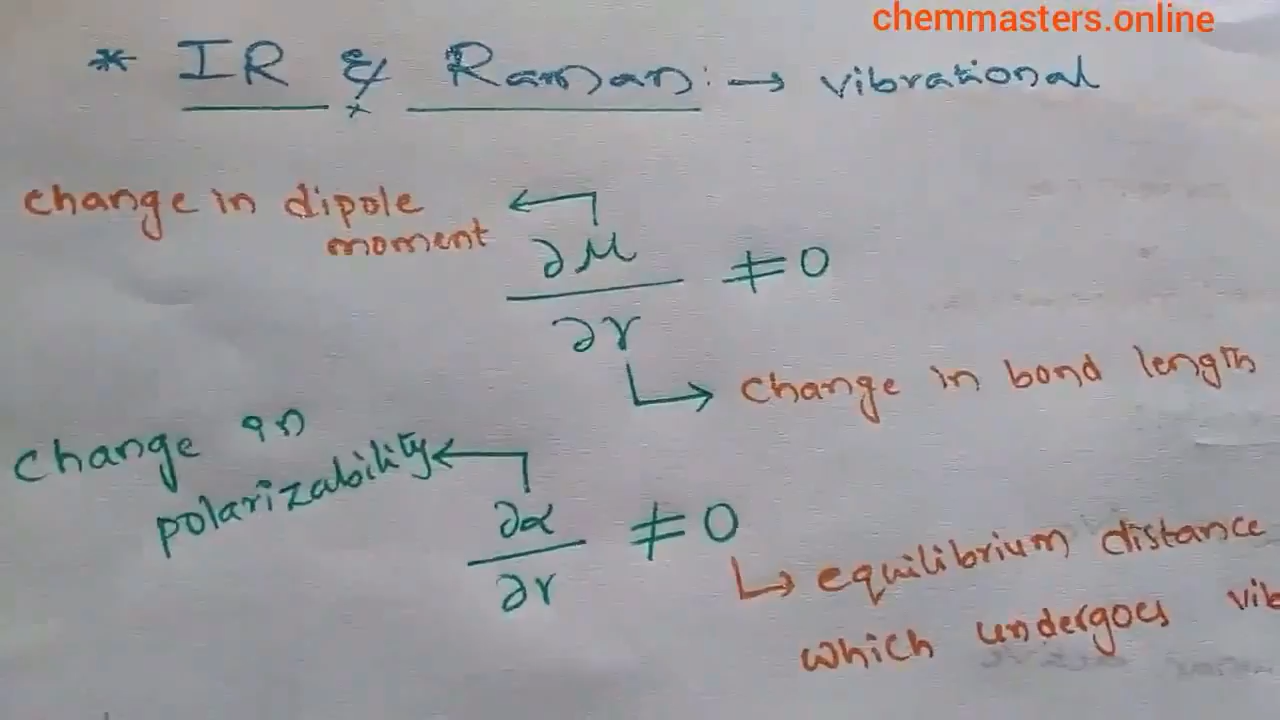 chemmasters.online
* IR & Raman: → vibrational
change in dipole
moment
∂μ
∂r
≠ 0
change in bond length
change in
polarizability
∂α
∂r
≠ 0
equilibrium distance
which undergoes vib